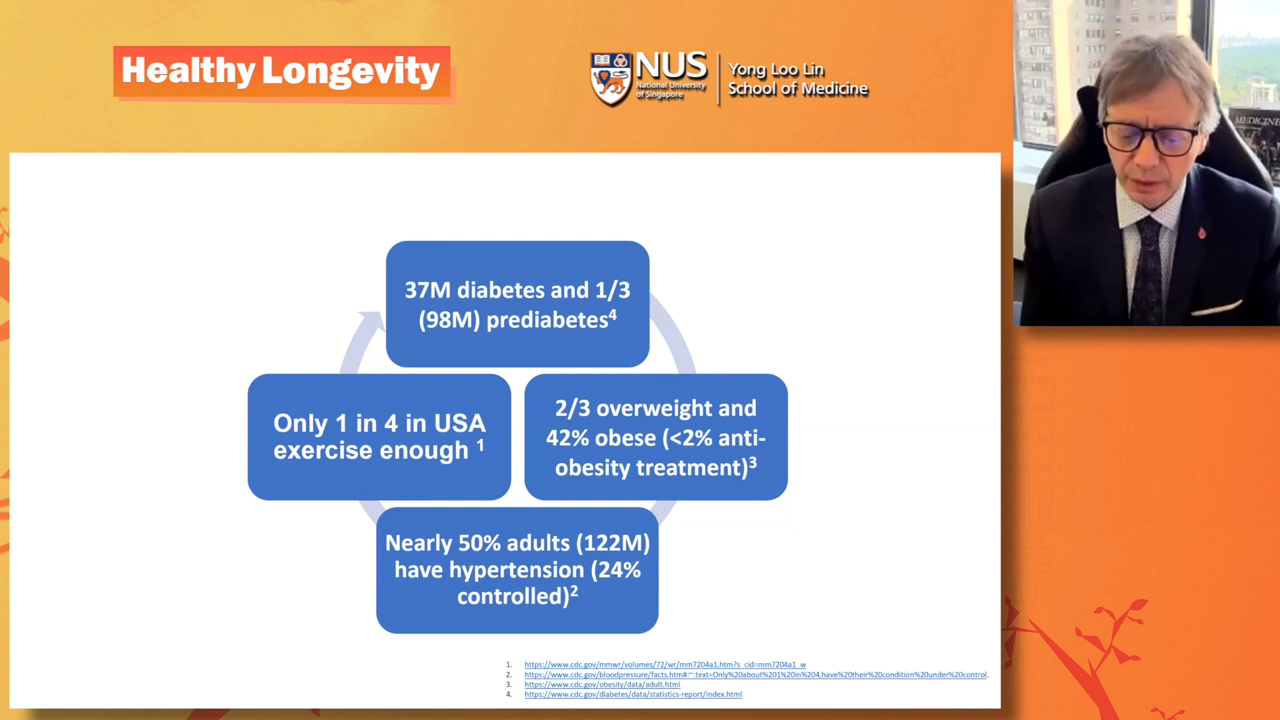 Healthy Longevity
NUS
National University
of Singapore
Yong Loo Lin
School of Medicine
MEDICINE
37M diabetes and 1/3
(98M) prediabetes4
Only 1 in 4 in USA
exercise enough 1
2/3 overweight and
42% obese (<2% anti-
obesity treatment)3
Nearly 50% adults (122M)
have hypertension (24%
controlled)2
1. https://www.cdc.gov/mmwr/volumes/72/wr/mm7204a1.htm?s_cid=mm7204a1_w
2. https://www.cdc.gov/bloodpressure/facts.htm#:~:text=Only%20about%201%20in%204,have%20their%20condition%20under%20control.
3. https://www.cdc.gov/obesity/data/adult.html
4. https://www.cdc.gov/diabetes/data/statistics-report/index.html